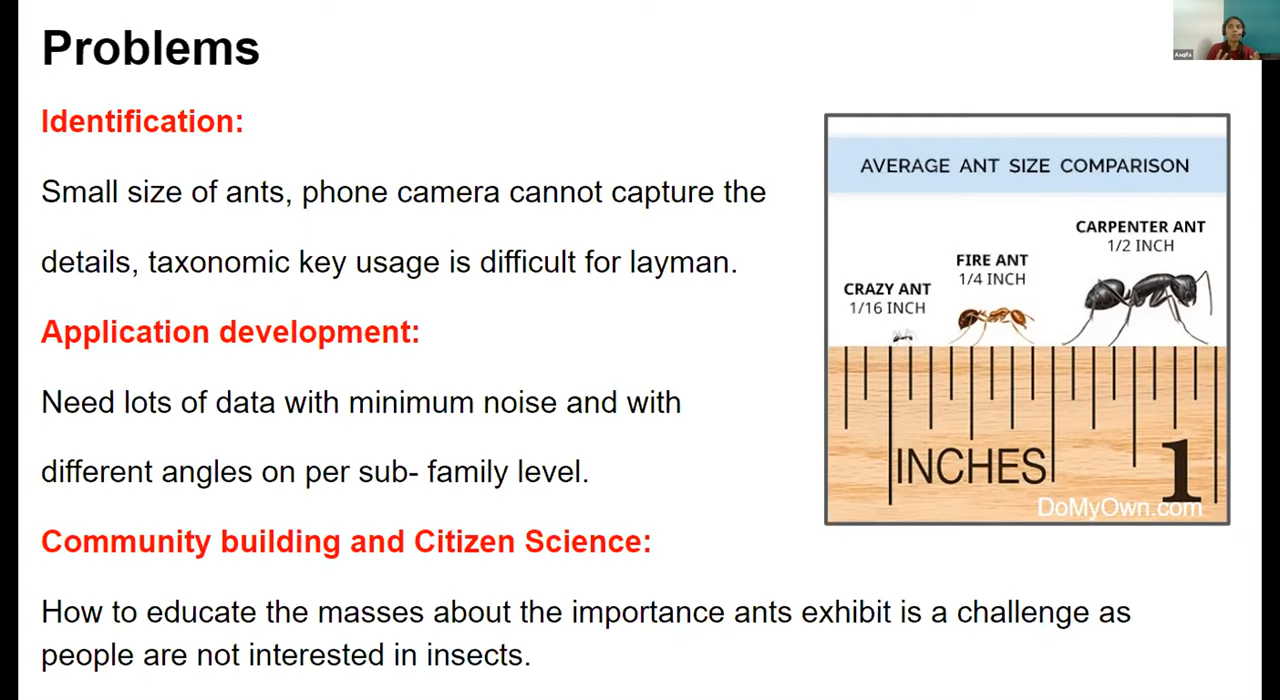 Problems
Aaqifa
Identification:
Small size of ants, phone camera cannot capture the
details, taxonomic key usage is difficult for layman.
Application development:
Need lots of data with minimum noise and with
different angles on per sub- family level.
Community building and Citizen Science:
How to educate the masses about the importance ants exhibit is a challenge as
people are not interested in insects.
AVERAGE ANT SIZE COMPARISON
CRAZY ANT
1/16 INCH
FIRE ANT
1/4 INCH
CARPENTER ANT
1/2 INCH
INCHES
1
DoMyOwn.com